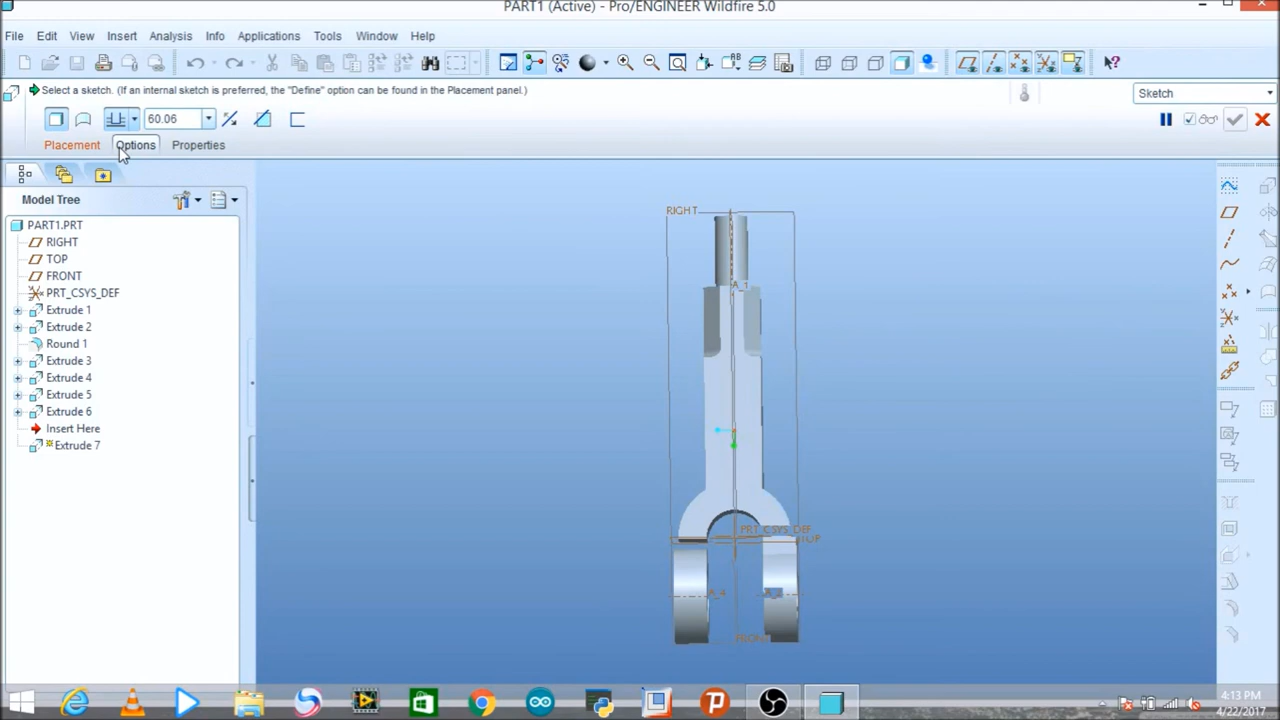 PART1 (Active) - Pro/ENGINEER Wildfire 5.0
File Edit View Insert Analysis Info Applications Tools Window Help
Select a sketch. (If an internal sketch is preferred, the "Define" option can be found in the Placement panel.)
Sketch
60.06
Placement Options Properties
Model Tree
PART1.PRT
RIGHT
TOP
FRONT
PRT_CSYS_DEF
Extrude 1
Extrude 2
Round 1
Extrude 3
Extrude 4
Extrude 5
Extrude 6
Insert Here
Extrude 7
RIGHT
A_1
PRT_CSYS_DEF
A_4
FRONT
4:13 PM
4/22/2017